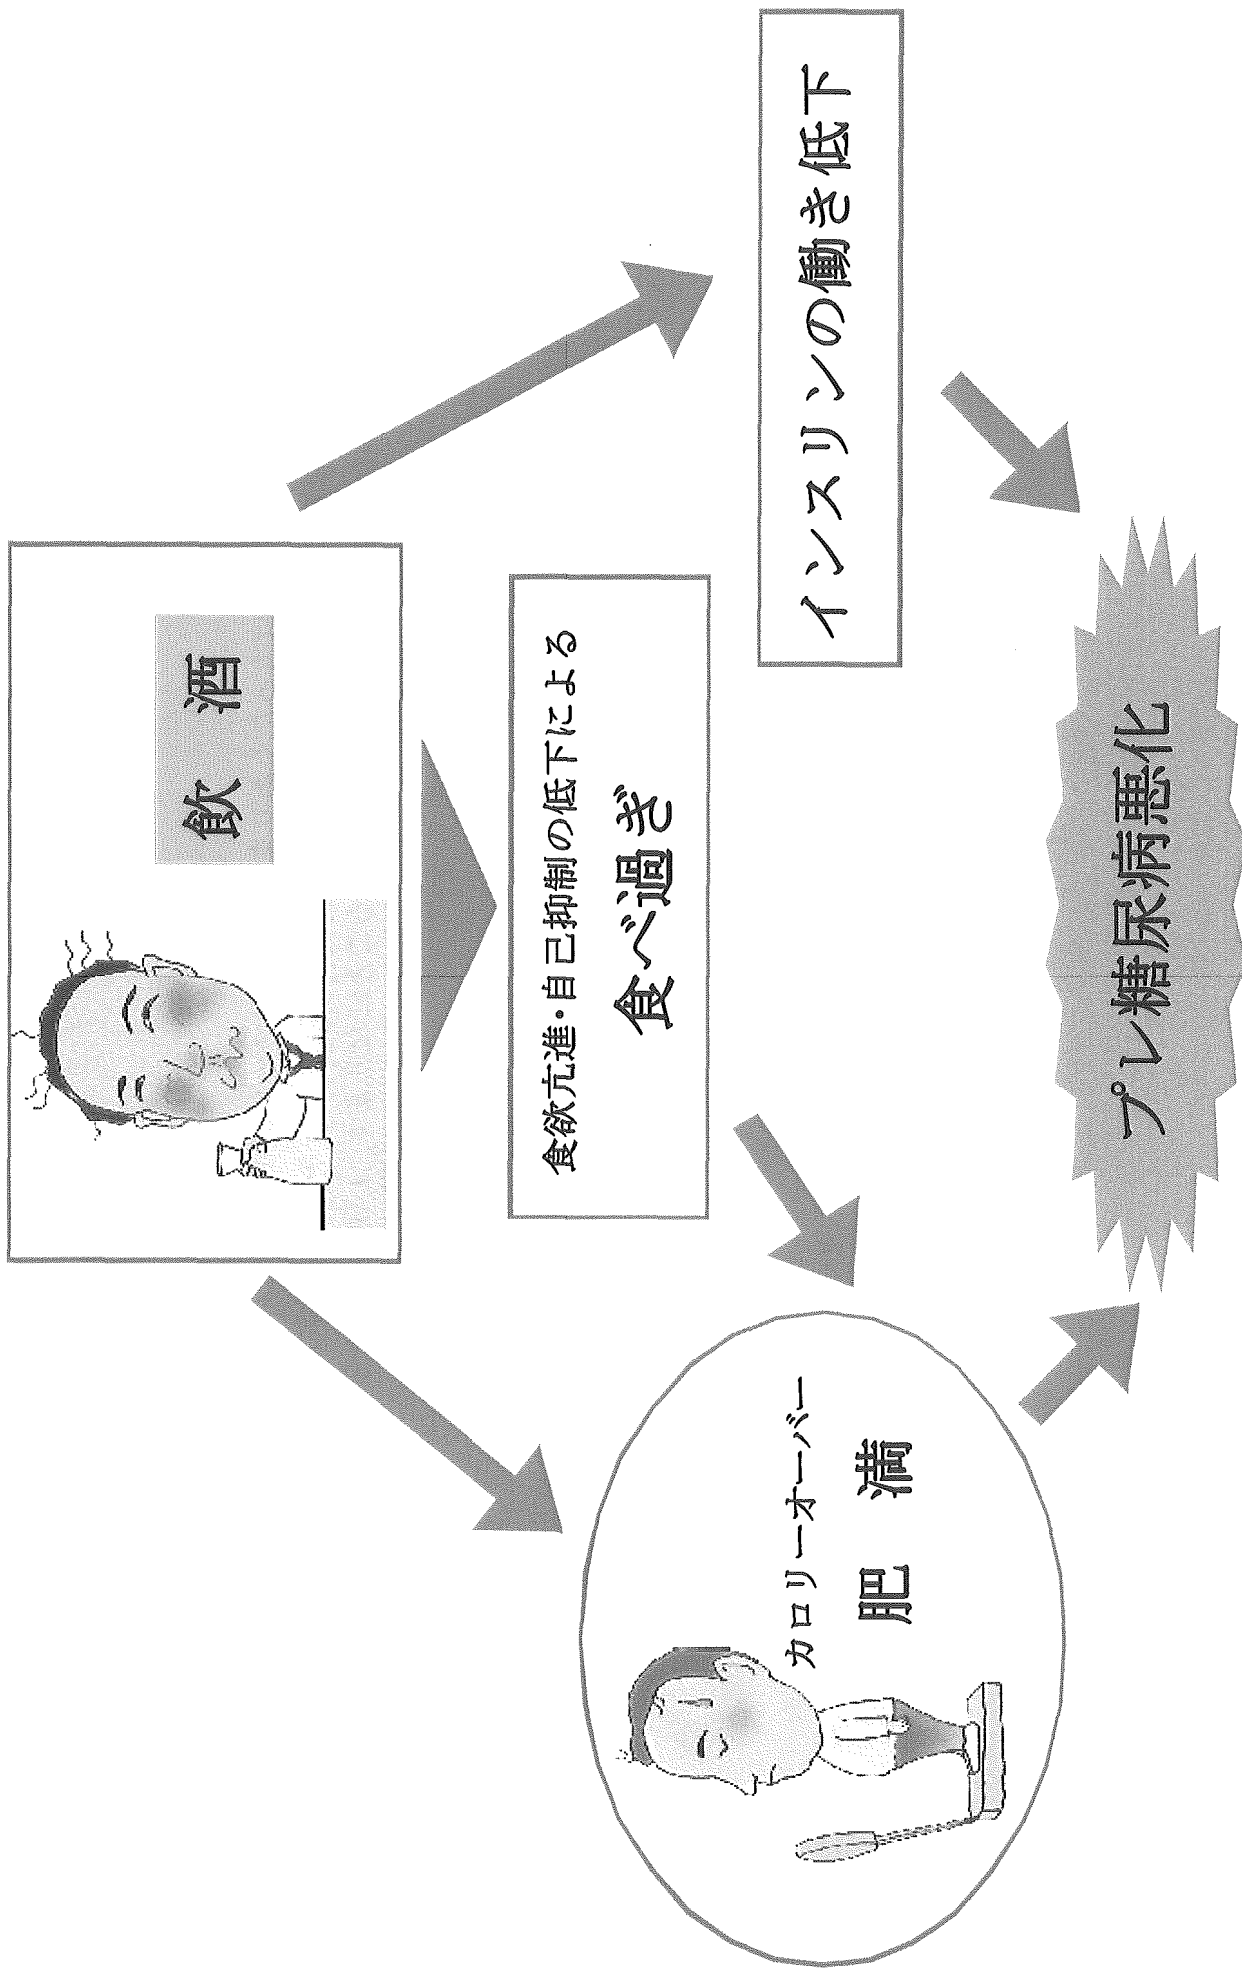 飲 酒
食欲亢進・自己抑制の低下による
食べ過ぎ
インスリンの働き低下
カロリーオーバー
肥 満
プレ糖尿病悪化